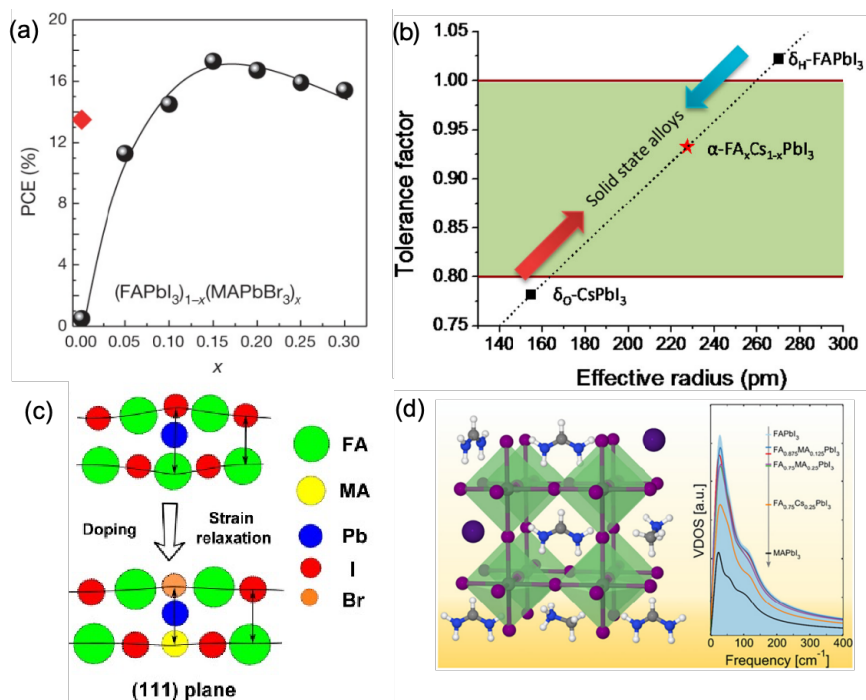 (a)
PCE (%)
20
16
12
8
4
0
(FAPbI₃)₁₋ₓ(MAPbBr₃)ₓ
0.00 0.05 0.10 0.15 0.20 0.25 0.30
x
(b)
Tolerance factor
1.05
1.00
0.95
0.90
0.85
0.80
0.75
δH-FAPbI₃
α-FAₓCs₁₋ₓPbI₃
Solid state alloys
δO-CsPbI₃
140 160 180 200 220 240 260 280 300
Effective radius (pm)
(c)
Doping
Strain
relaxation
(111) plane
FA
MA
Pb
I
Br
(d)
VDOS [a.u.]
FAPbI₃
FA₀.₈₇₅MA₀.₁₂₅PbI₃
FA₀.₇₅MA₀.₂₅PbI₃
FA₀.₇₅Cs₀.₂₅PbI₃
MAPbI₃
0 100 200 300 400
Frequency [cm⁻¹]